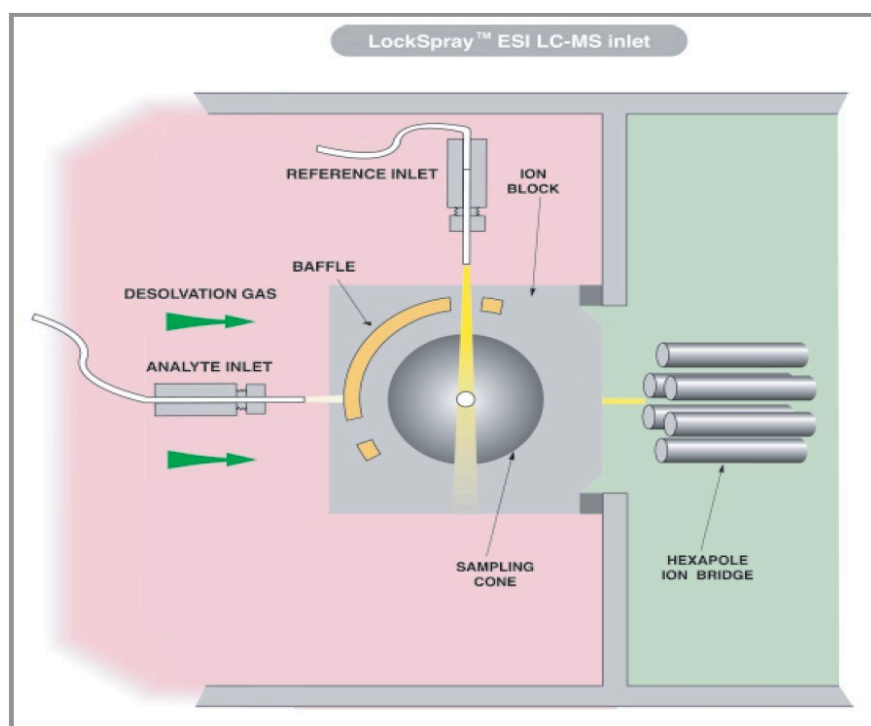 LockSpray™ ESI LC-MS inlet
REFERENCE INLET
ION
BLOCK
BAFFLE
DESOLVATION GAS
ANALYTE INLET
SAMPLING
CONE
HEXAPOLE
ION BRIDGE